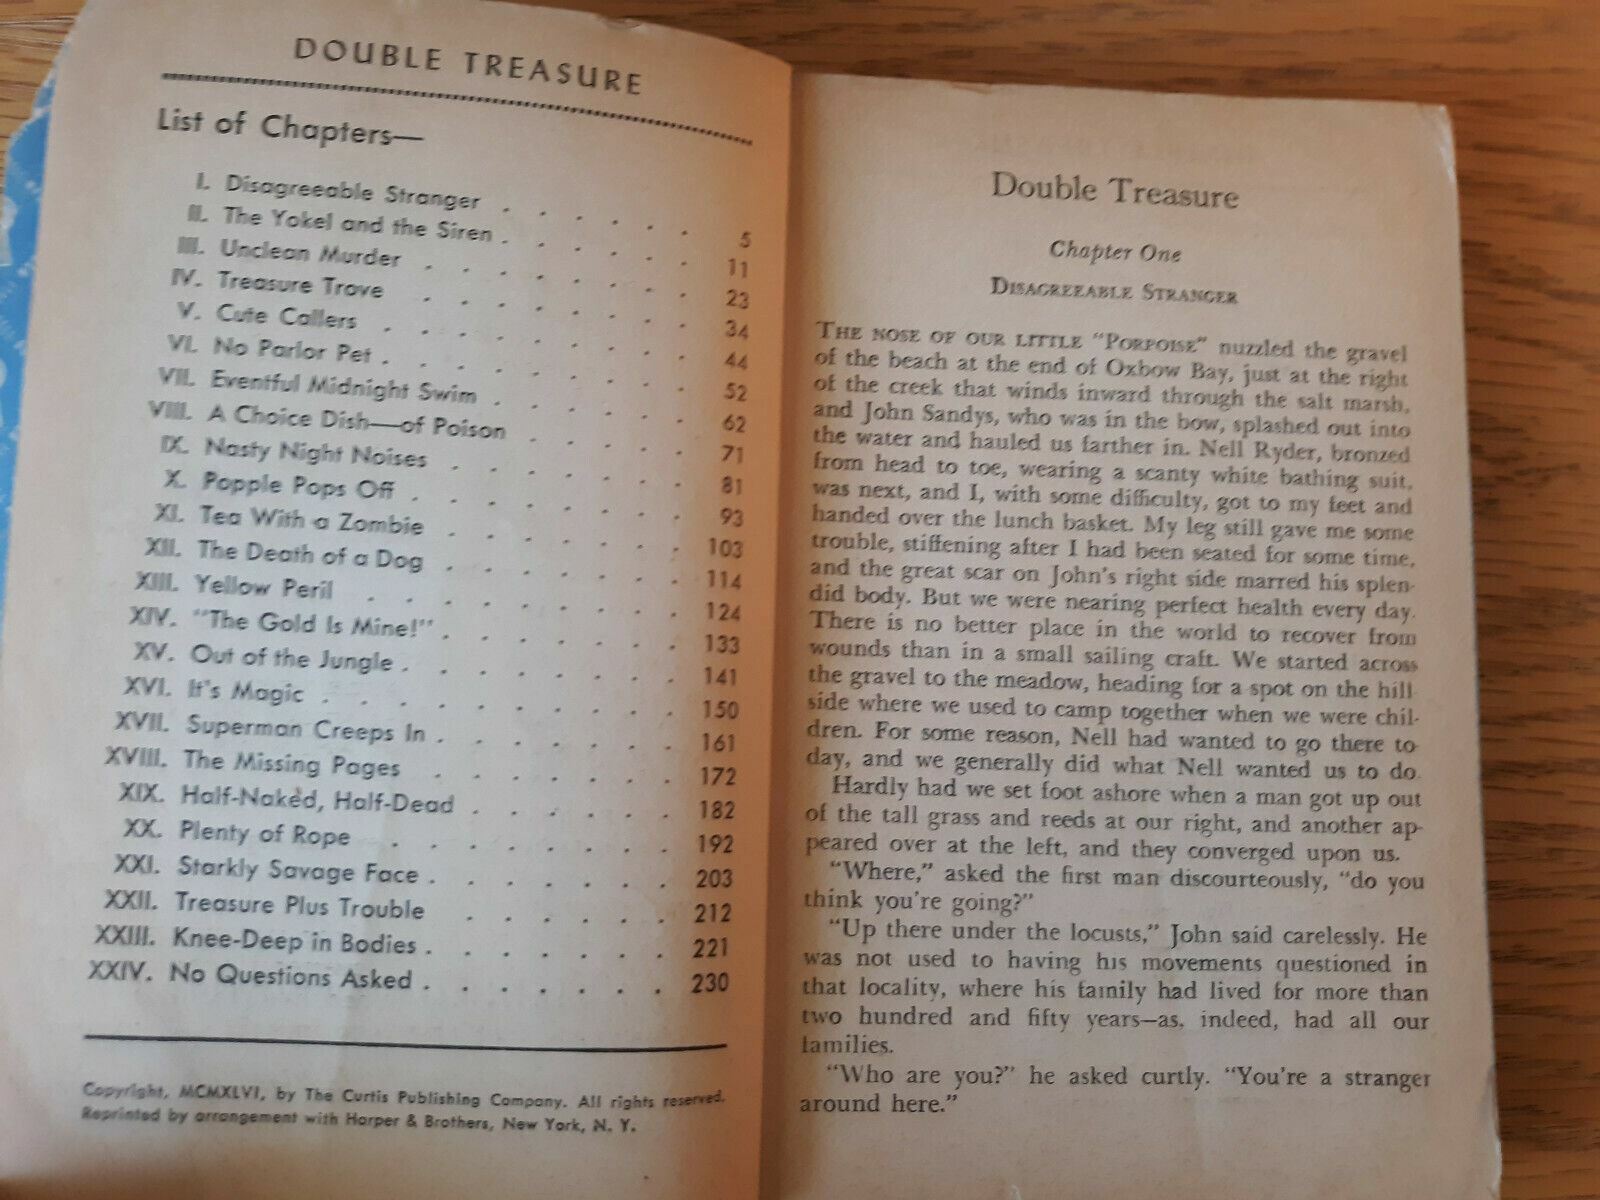 DOUBLE TREASURE
List of Chapters—
I. Disagreeable Stranger . . . . . . 5
II. The Yokel and the Siren . . . . . . 11
III. Unclean Murder . . . . . . . 23
IV. Treasure Trove . . . . . . . 34
V. Cute Callers . . . . . . . . 44
VI. No Parlor Pet . . . . . . . . 52
VII. Eventful Midnight Swim . . . . . . 62
VIII. A Choice Dish—of Poison . . . . . 71
IX. Nasty Night Noises . . . . . . . 81
X. Popple Pops Off . . . . . . . . 93
XI. Tea With a Zombie . . . . . . . 103
XII. The Death of a Dog . . . . . . . 114
XIII. Yellow Peril . . . . . . . . . 124
XIV. "The Gold Is Mine!" . . . . . . . 133
XV. Out of the Jungle . . . . . . . . 141
XVI. It's Magic . . . . . . . . . . 150
XVII. Superman Creeps In . . . . . . . 161
XVIII. The Missing Pages . . . . . . . 172
XIX. Half-Naked, Half-Dead . . . . . . 182
XX. Plenty of Rope . . . . . . . . 192
XXI. Starkly Savage Face . . . . . . . 203
XXII. Treasure Plus Trouble . . . . . . 212
XXIII. Knee-Deep in Bodies . . . . . . . 221
XXIV. No Questions Asked . . . . . . . 230
Copyright, MCMXLVI, by The Curtis Publishing Company. All rights reserved.
Reprinted by arrangement with Harper & Brothers, New York, N. Y.
Double Treasure
Chapter One
DISAGREEABLE STRANGER
THE NOSE OF OUR LITTLE "PORPOISE" nuzzled the gravel
of the beach at the end of Oxbow Bay, just at the right
of the creek that winds inward through the salt marsh,
and John Sandys, who was in the bow, splashed out into
the water and hauled us farther in. Nell Ryder, bronzed
from head to toe, wearing a scanty white bathing suit,
was next, and I, with some difficulty, got to my feet and
handed over the lunch basket. My leg still gave me some
trouble, stiffening after I had been seated for some time,
and the great scar on John's right side marred his splen-
did body. But we were nearing perfect health every day.
There is no better place in the world to recover from
wounds than in a small sailing craft. We started across
the gravel to the meadow, heading for a spot on the hill-
side where we used to camp together when we were chil-
dren. For some reason, Nell had wanted to go there to-
day, and we generally did what Nell wanted us to do.
Hardly had we set foot ashore when a man got up out
of the tall grass and reeds at our right, and another ap-
peared over at the left, and they converged upon us.
"Where," asked the first man discourteously, "do you
think you're going?"
"Up there under the locusts," John said carelessly. He
was not used to having his movements questioned in
that locality, where his family had lived for more than
two hundred and fifty years—as, indeed, had all our
families.
"Who are you?" he asked curtly. "You're a stranger
around here."